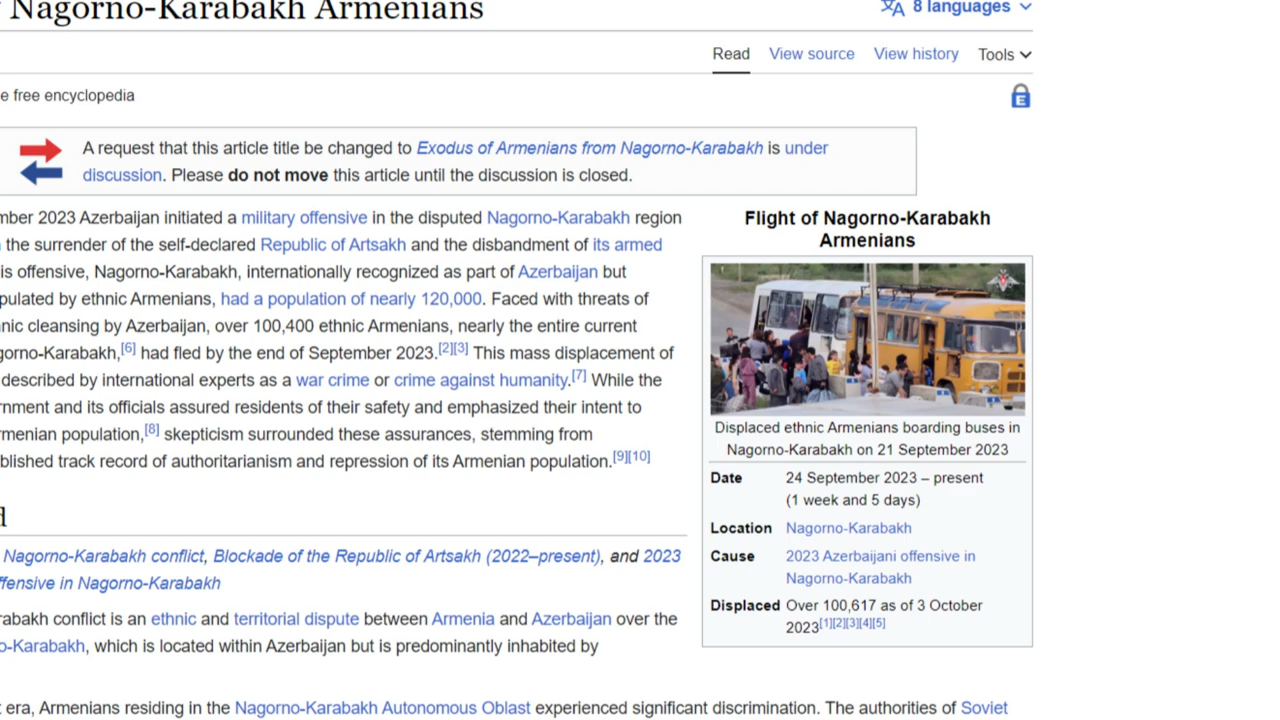 Nagorno-Karabakh Armenians
8 languages
Read View source View history Tools
e free encyclopedia
A request that this article title be changed to Exodus of Armenians from Nagorno-Karabakh is under
discussion. Please do not move this article until the discussion is closed.
mber 2023 Azerbaijan initiated a military offensive in the disputed Nagorno-Karabakh region
the surrender of the self-declared Republic of Artsakh and the disbandment of its armed
is offensive, Nagorno-Karabakh, internationally recognized as part of Azerbaijan but
pulated by ethnic Armenians, had a population of nearly 120,000. Faced with threats of
nic cleansing by Azerbaijan, over 100,400 ethnic Armenians, nearly the entire current
gorno-Karabakh,[6] had fled by the end of September 2023.[2][3] This mass displacement of
described by international experts as a war crime or crime against humanity.[7] While the
rnment and its officials assured residents of their safety and emphasized their intent to
rmenian population,[8] skepticism surrounded these assurances, stemming from
blished track record of authoritarianism and repression of its Armenian population.[9][10]
Flight of Nagorno-Karabakh
Armenians
Displaced ethnic Armenians boarding buses in
Nagorno-Karabakh on 21 September 2023
Date 24 September 2023 – present
(1 week and 5 days)
Location Nagorno-Karabakh
Cause 2023 Azerbaijani offensive in
Nagorno-Karabakh
Displaced Over 100,617 as of 3 October
2023[1][2][3][4][5]
d
Nagorno-Karabakh conflict, Blockade of the Republic of Artsakh (2022–present), and 2023
ffensive in Nagorno-Karabakh
rabakh conflict is an ethnic and territorial dispute between Armenia and Azerbaijan over the
o-Karabakh, which is located within Azerbaijan but is predominantly inhabited by
t era, Armenians residing in the Nagorno-Karabakh Autonomous Oblast experienced significant discrimination. The authorities of Soviet